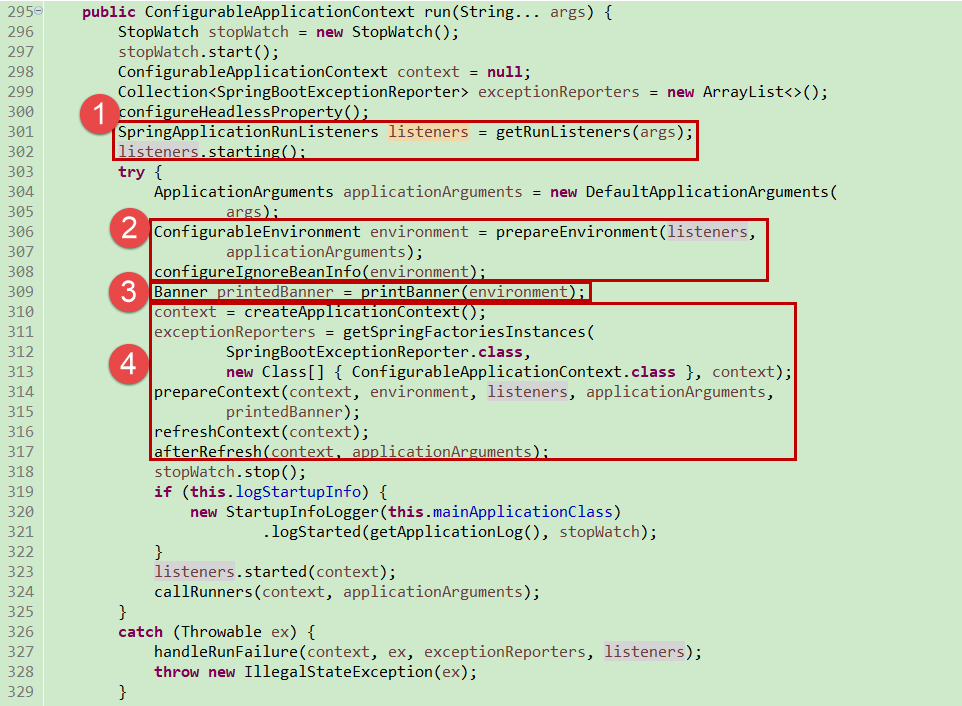 295 public ConfigurableApplicationContext run(String... args) {
296 StopWatch stopWatch = new StopWatch();
297 stopWatch.start();
298 ConfigurableApplicationContext context = null;
299 Collection<SpringBootExceptionReporter> exceptionReporters = new ArrayList<>();
300 configureHeadlessProperty();
1
301 SpringApplicationRunListeners listeners = getRunListeners(args);
302 listeners.starting();
303 try {
304 ApplicationArguments applicationArguments = new DefaultApplicationArguments(
305 args);
2
306 ConfigurableEnvironment environment = prepareEnvironment(listeners,
307 applicationArguments);
308 configureIgnoreBeanInfo(environment);
3
309 Banner printedBanner = printBanner(environment);
310 context = createApplicationContext();
311 exceptionReporters = getSpringFactoriesInstances(
312 SpringBootExceptionReporter.class,
4
313 new Class[] { ConfigurableApplicationContext.class }, context);
314 prepareContext(context, environment, listeners, applicationArguments,
315 printedBanner);
316 refreshContext(context);
317 afterRefresh(context, applicationArguments);
318 stopWatch.stop();
319 if (this.logStartupInfo) {
320 new StartupInfoLogger(this.mainApplicationClass)
321 .logStarted(getApplicationLog(), stopWatch);
322 }
323 listeners.started(context);
324 callRunners(context, applicationArguments);
325 }
326 catch (Throwable ex) {
327 handleRunFailure(context, ex, exceptionReporters, listeners);
328 throw new IllegalStateException(ex);
329 }